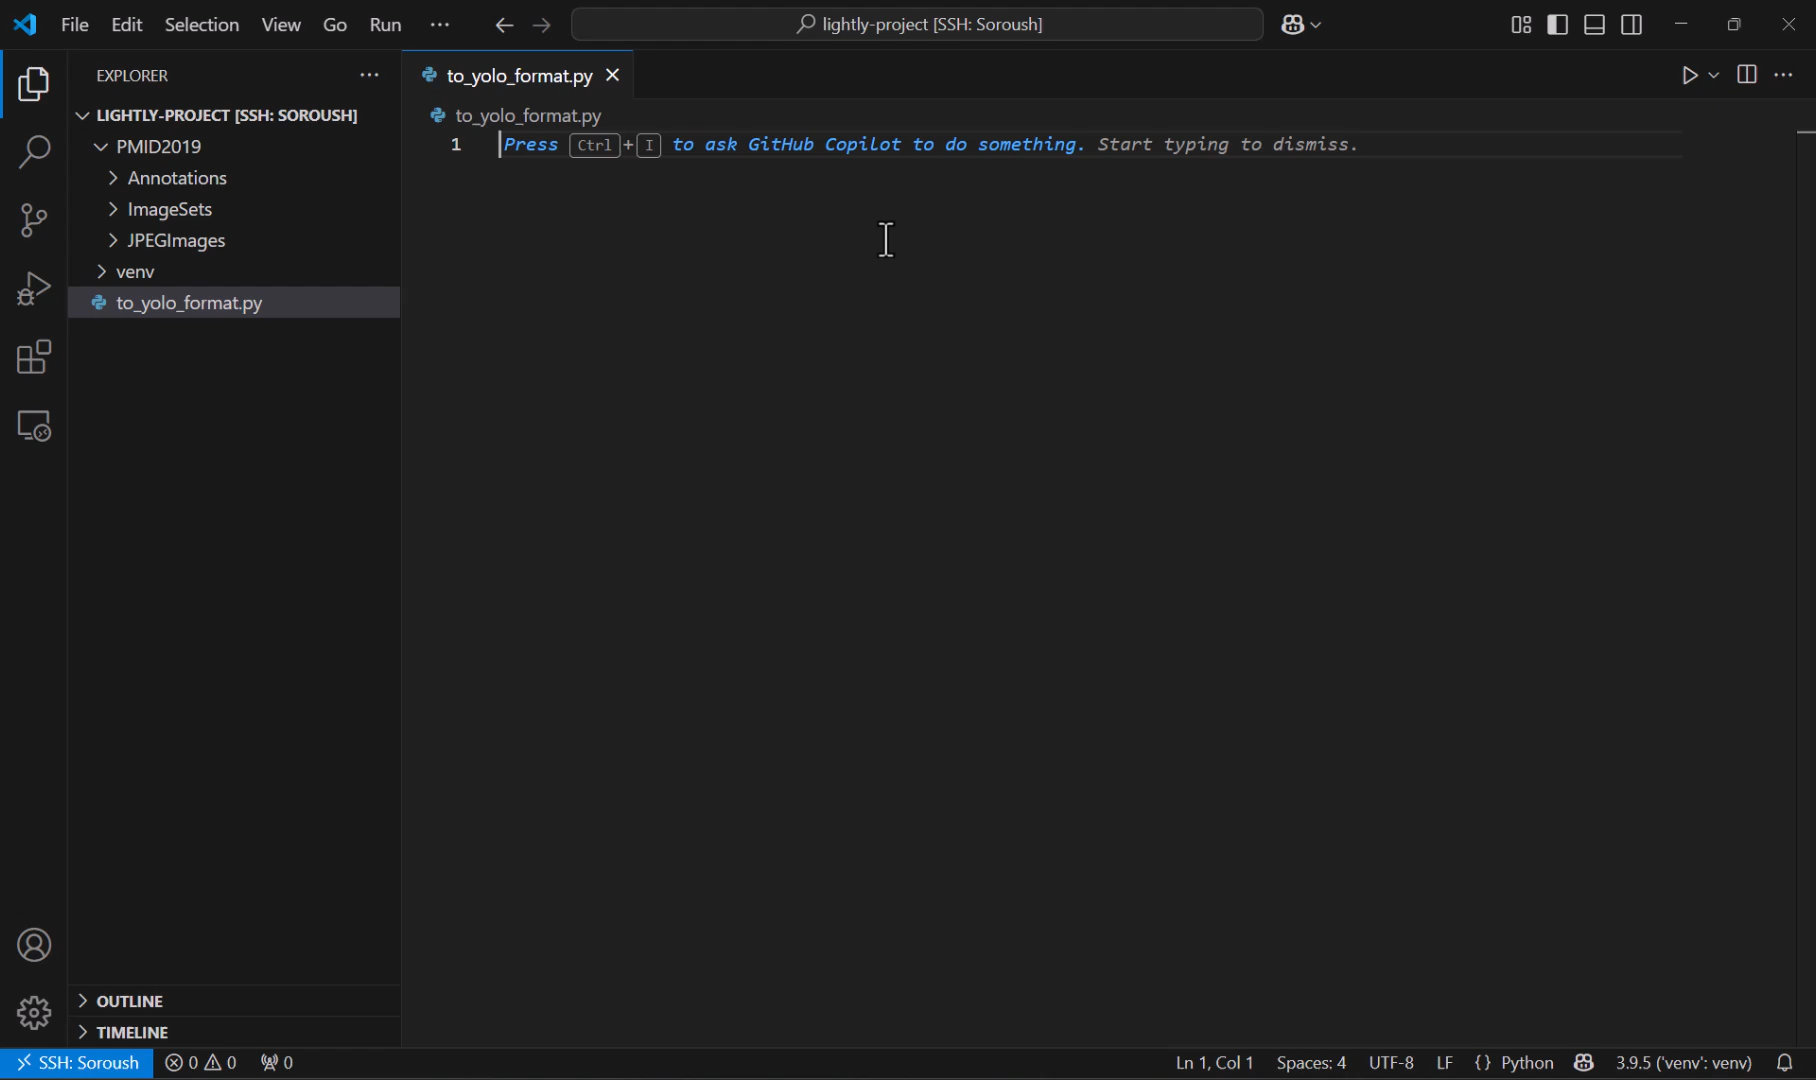 File Edit Selection View Go Run ··· lightly-project [SSH: Soroush]
EXPLORER ···
to_yolo_format.py
LIGHTLY-PROJECT [SSH: SOROUSH]
to_yolo_format.py
PMID2019
1 Press Ctrl+I to ask GitHub Copilot to do something. Start typing to dismiss.
Annotations
ImageSets
JPEGImages
venv
to_yolo_format.py
OUTLINE
TIMELINE
SSH: Soroush 0 0 0 Ln 1, Col 1 Spaces: 4 UTF-8 LF {} Python 3.9.5 ('venv': venv)